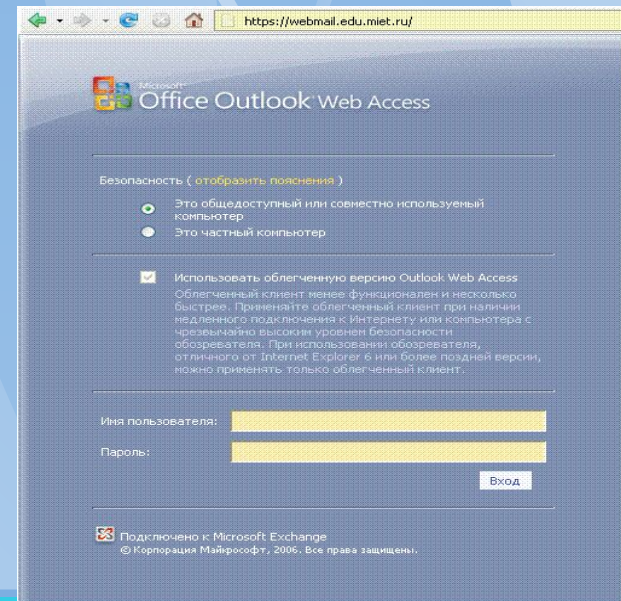 https://webmail.edu.miet.ru/
Microsoft
Office Outlook Web Access
Безопасность ( отобразить пояснения )
Это общедоступный или совместно используемый
компьютер
Это частный компьютер
Использовать облегченную версию Outlook Web Access
Облегченный клиент менее функционален и несколько
быстрее. Применяйте облегченный клиент при наличии
медленного подключения к Интернету или компьютера с
чрезвычайно высоким уровнем безопасности
обозревателя. При использовании обозревателя,
отличного от Internet Explorer 6 или более поздней версии,
можно применять только облегченный клиент.
Имя пользователя:
Пароль:
Вход
Подключено к Microsoft Exchange
© Корпорация Майкрософт, 2006. Все права защищены.